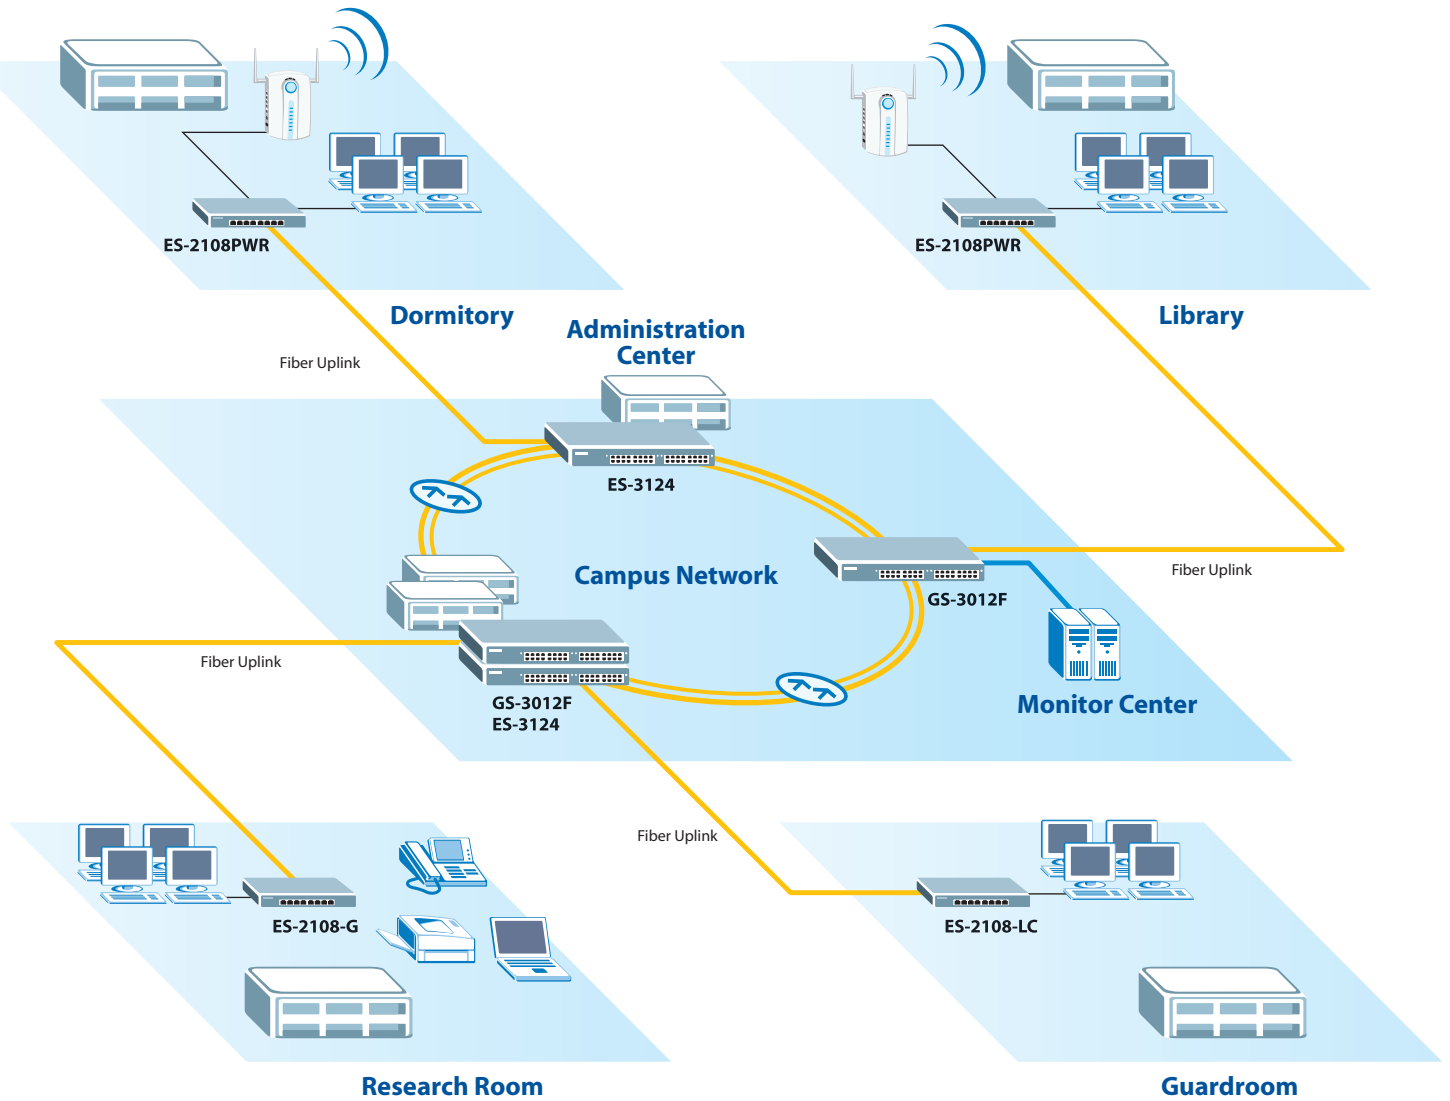 ES-2108PWR
Dormitory
ES-2108PWR
Library
Fiber Uplink
Administration
Center
ES-3124
Campus Network
GS-3012F
Fiber Uplink
Monitor Center
Fiber Uplink
GS-3012F
ES-3124
Fiber Uplink
ES-2108-G
Research Room
ES-2108-LC
Guardroom